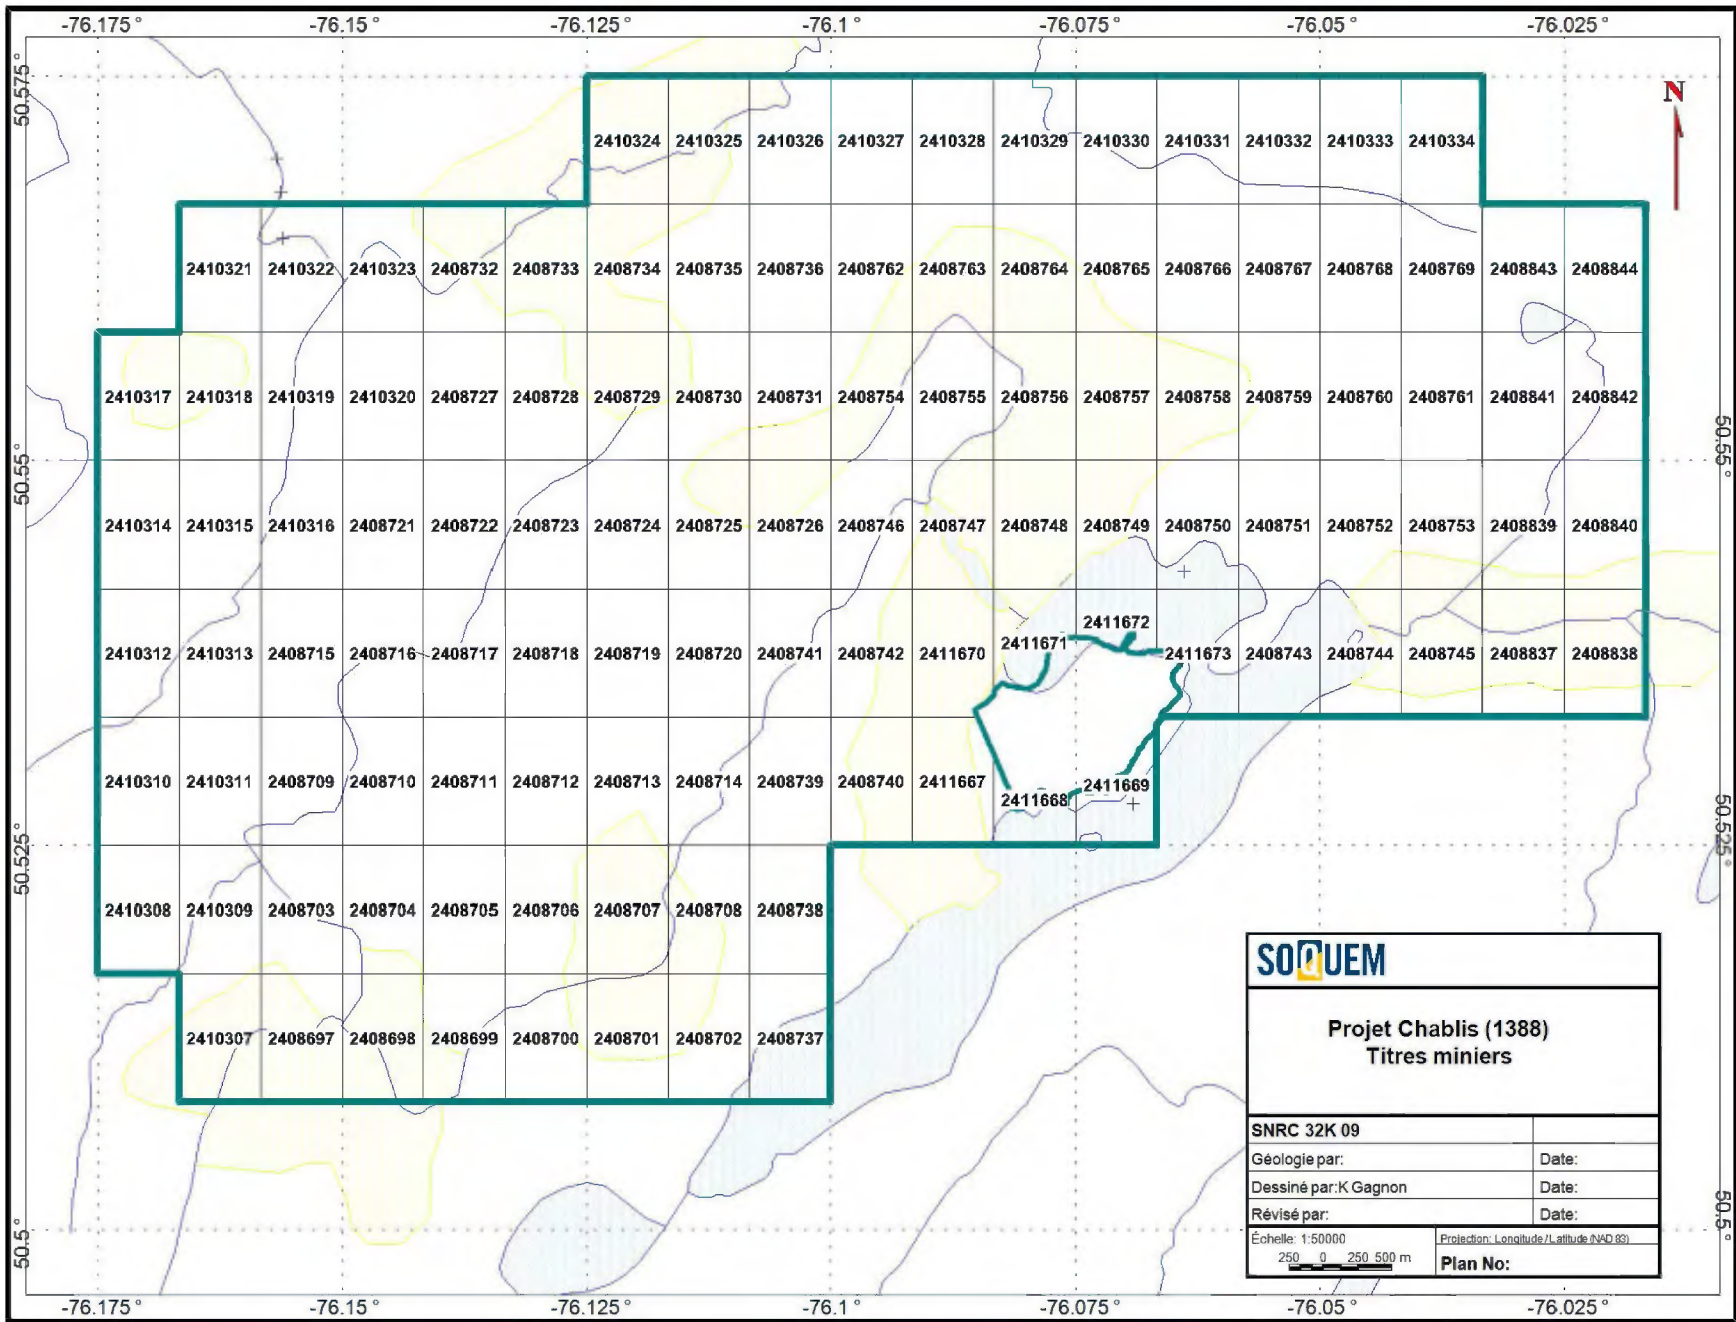 -76.175 ° -76.15 ° -76.125 ° -76.1 ° -76.075 ° -76.05 ° -76.025 °
50.575°
N
2410324 2410325 2410326 2410327 2410328 2410329 2410330 2410331 2410332 2410333 2410334
2410321 2410322 2410323 2408732 2408733 2408734 2408735 2408736 2408762 2408763 2408764 2408765 2408766 2408767 2408768 2408769 2408843 2408844
2410317 2410318 2410319 2410320 2408727 2408728 2408729 2408730 2408731 2408754 2408755 2408756 2408757 2408758 2408759 2408760 2408761 2408841 2408842
50.55° 50.55°
2410314 2410315 2410316 2408721 2408722 2408723 2408724 2408725 2408726 2408746 2408747 2408748 2408749 2408750 2408751 2408752 2408753 2408839 2408840
2411672
2411671
2410312 2410313 2408715 2408716 2408717 2408718 2408719 2408720 2408741 2408742 2411670 2411673 2408743 2408744 2408745 2408837 2408838
2410310 2410311 2408709 2408710 2408711 2408712 2408713 2408714 2408739 2408740 2411667 2411669
2411668
50.525° 50.525°
2410308 2410309 2408703 2408704 2408705 2408706 2408707 2408708 2408738
2410307 2408697 2408698 2408699 2408700 2408701 2408702 2408737
SOQUEM
Projet Chablis (1388)
Titres miniers
SNRC 32K 09
Géologie par: Date:
Dessiné par:K Gagnon Date:
Révisé par: Date:
Échelle: 1:50000 Projection: Longitude/Latitude (NAD 83)
250 0 250 500 m Plan No:
50.5° 50.5°
-76.175 ° -76.15 ° -76.125 ° -76.1 ° -76.075 ° -76.05 ° -76.025 °